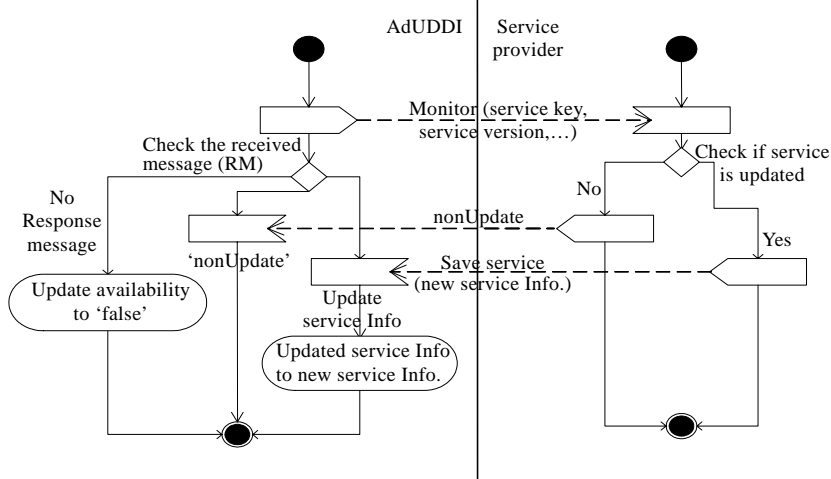 AdUDDI
Service
provider
Monitor (service key,
service version,…)
Check the received
message (RM)
Check if service
is updated
No
Response
message
No
Yes
nonUpdate
‘nonUpdate’
Save service
(new service Info.)
Update availability
to ‘false’
Update
service Info
Updated service Info
to new service Info.